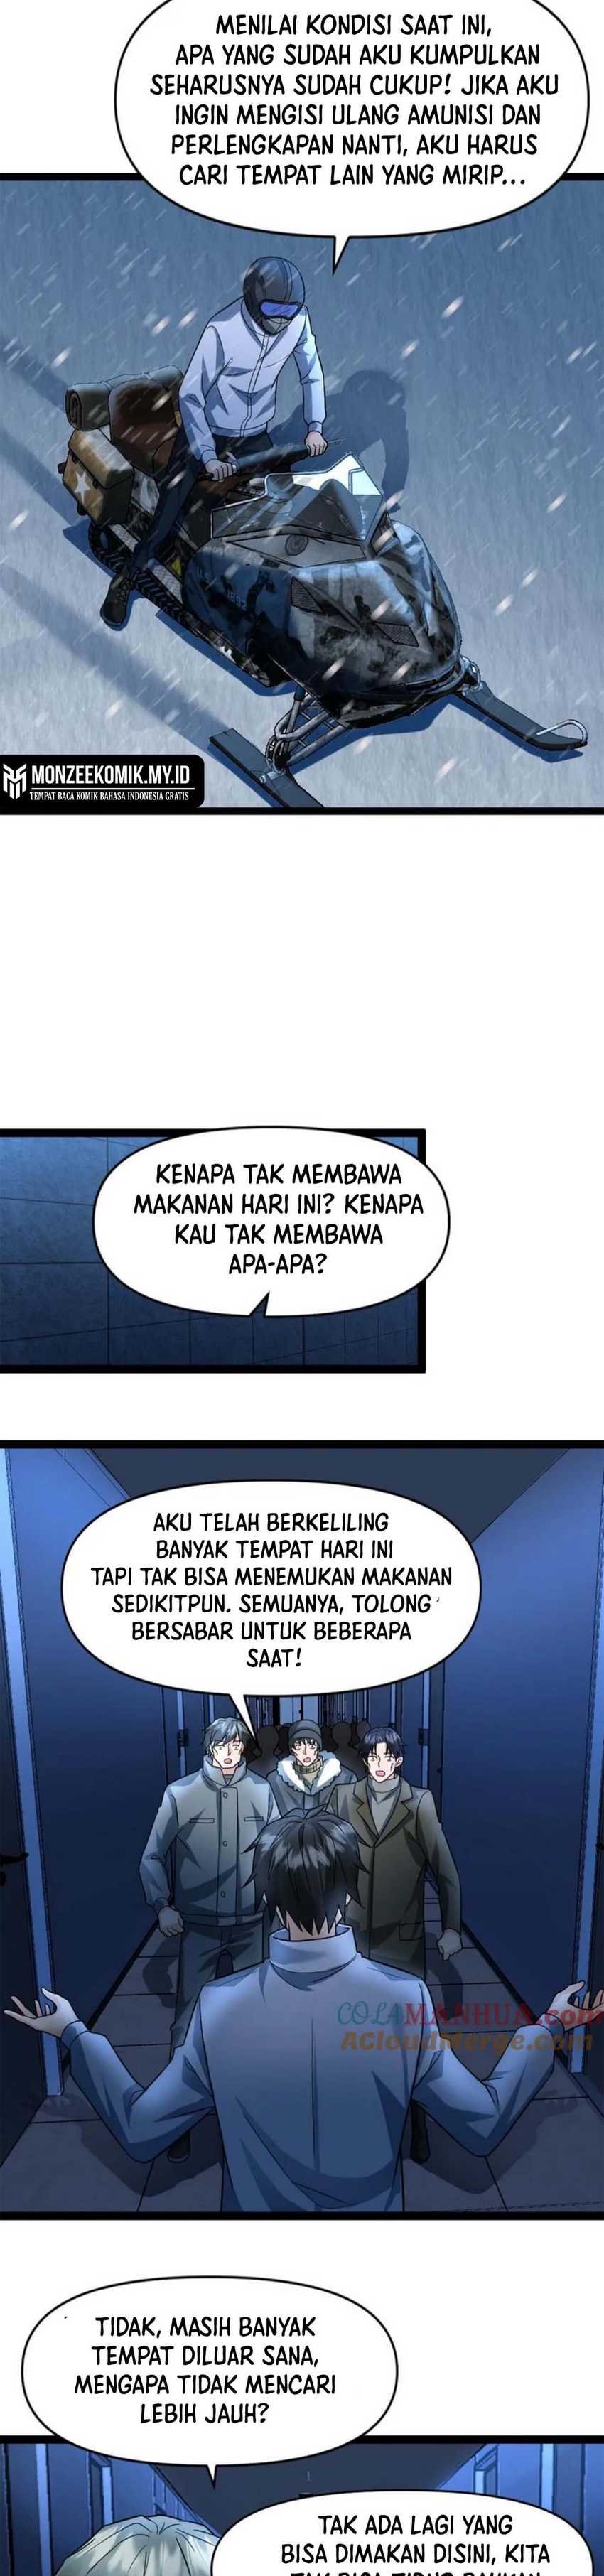 MENILAI KONDISI SAAT INI,
APA YANG SUDAH AKU KUMPULKAN
SEHARUSNYA SUDAH CUKUP! JIKA AKU
INGIN MENGISI ULANG AMUNISI DAN
PERLENGKAPAN NANTI, AKU HARUS
CARI TEMPAT LAIN YANG MIRIP...
MONZEEKOMIK.MY.ID
TEMPAT BACA KOMIK BAHASA INDONESIA GRATIS
KENAPA TAK MEMBAWA
MAKANAN HARI INI? KENAPA
KAU TAK MEMBAWA
APA-APA?
AKU TELAH BERKELILING
BANYAK TEMPAT HARI INI
TAPI TAK BISA MENEMUKAN MAKANAN
SEDIKITPUN. SEMUANYA, TOLONG
BERSABAR UNTUK BEBERAPA
SAAT!
COLAMANHUA.com
ACloudMerge.com
TIDAK, MASIH BANYAK
TEMPAT DILUAR SANA,
MENGAPA TIDAK MENCARI
LEBIH JAUH?
TAK ADA LAGI YANG
BISA DIMAKAN DISINI, KITA